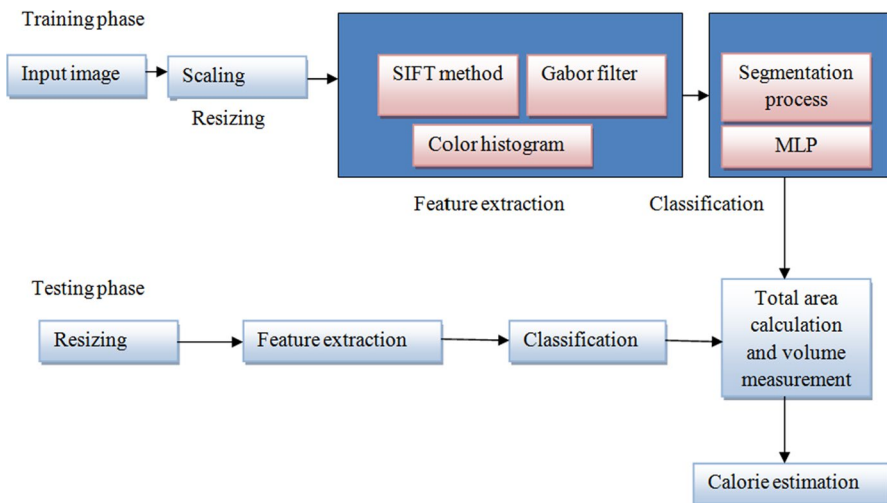 Training phase
Input image
Scaling
Resizing
SIFT method
Gabor filter
Color histogram
Feature extraction
Segmentation
process
MLP
Classification
Testing phase
Resizing
Feature extraction
Classification
Total area
calculation
and volume
measurement
Calorie estimation